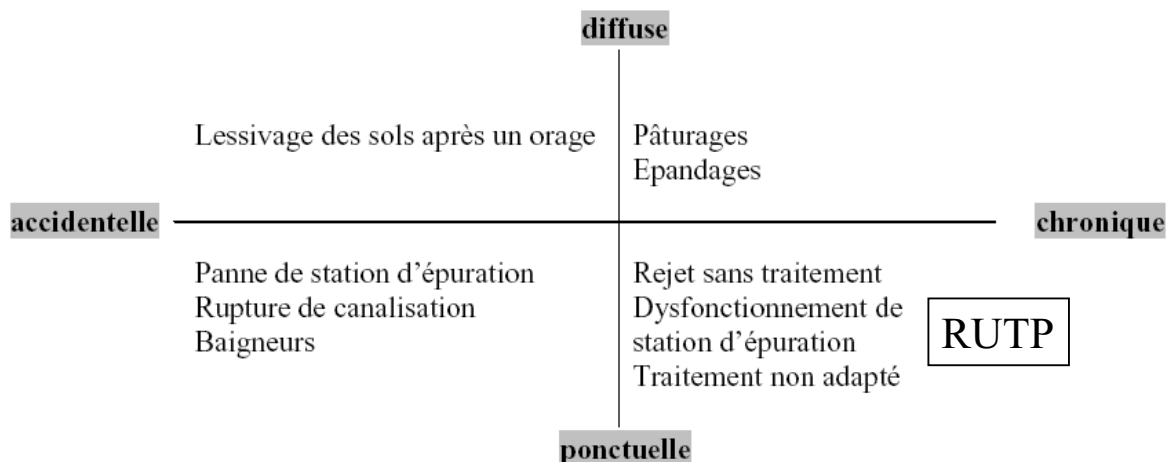 diffuse
Lessivage des sols après un orage
Pâturages
Epandages
accidentelle
chronique
Panne de station d'épuration
Rupture de canalisation
Baigneurs
Rejet sans traitement
Dysfonctionnement de
station d'épuration
Traitement non adapté
RUTP
ponctuelle